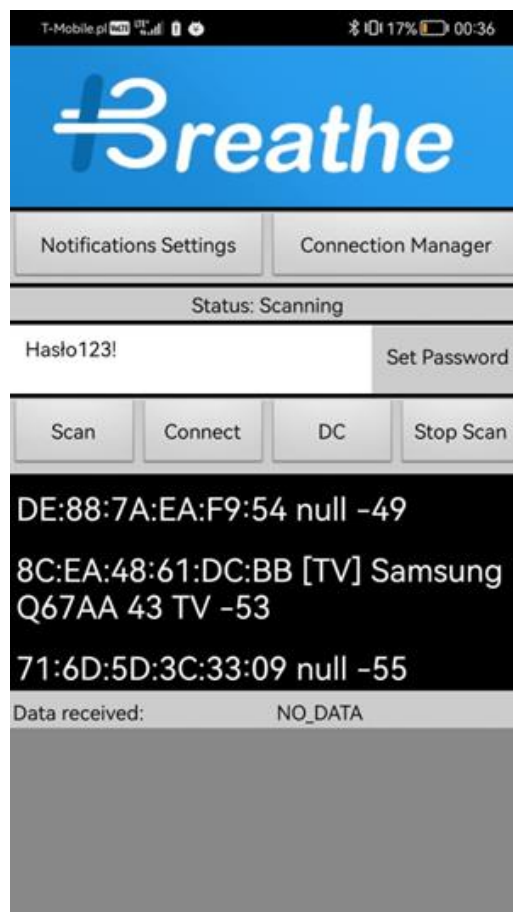 T-Mobile.pl VoLTE LTE 17% 00:36
Breathe
Notifications Settings Connection Manager
Status: Scanning
Hasło123! Set Password
Scan Connect DC Stop Scan
DE:88:7A:EA:F9:54 null -49
8C:EA:48:61:DC:BB [TV] Samsung
Q67AA 43 TV -53
71:6D:5D:3C:33:09 null -55
Data received: NO_DATA